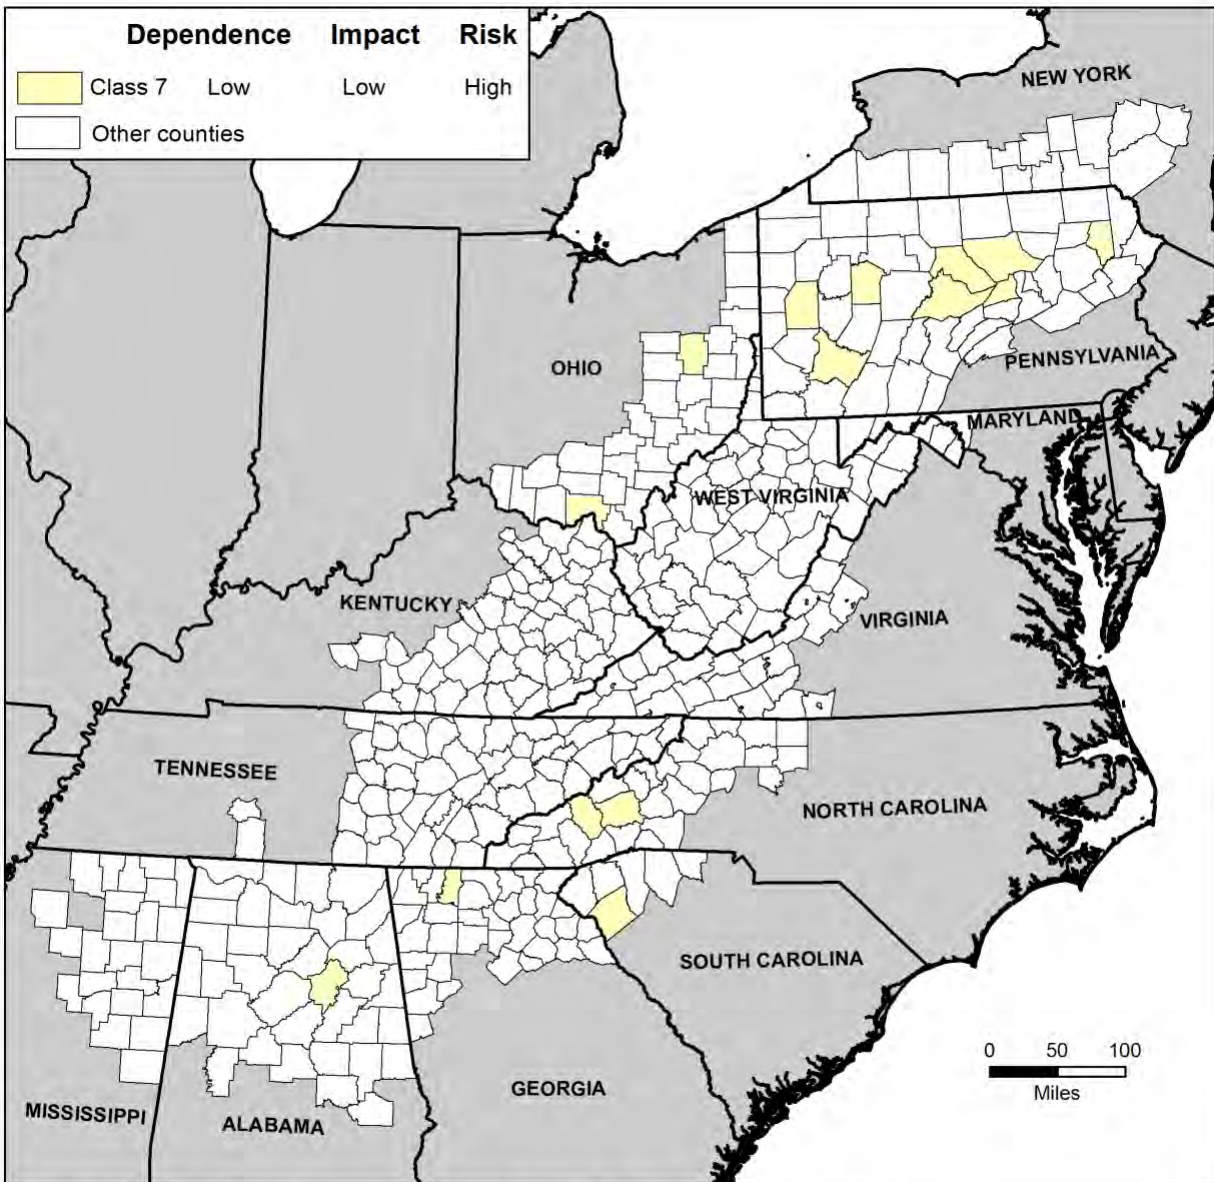 Dependence Impact Risk
Class 7 Low Low High
Other counties
NEW YORK
PENNSYLVANIA
OHIO
MARYLAND
WEST VIRGINIA
KENTUCKY
VIRGINIA
TENNESSEE
NORTH CAROLINA
SOUTH CAROLINA
0 50 100
Miles
GEORGIA
MISSISSIPPI
ALABAMA